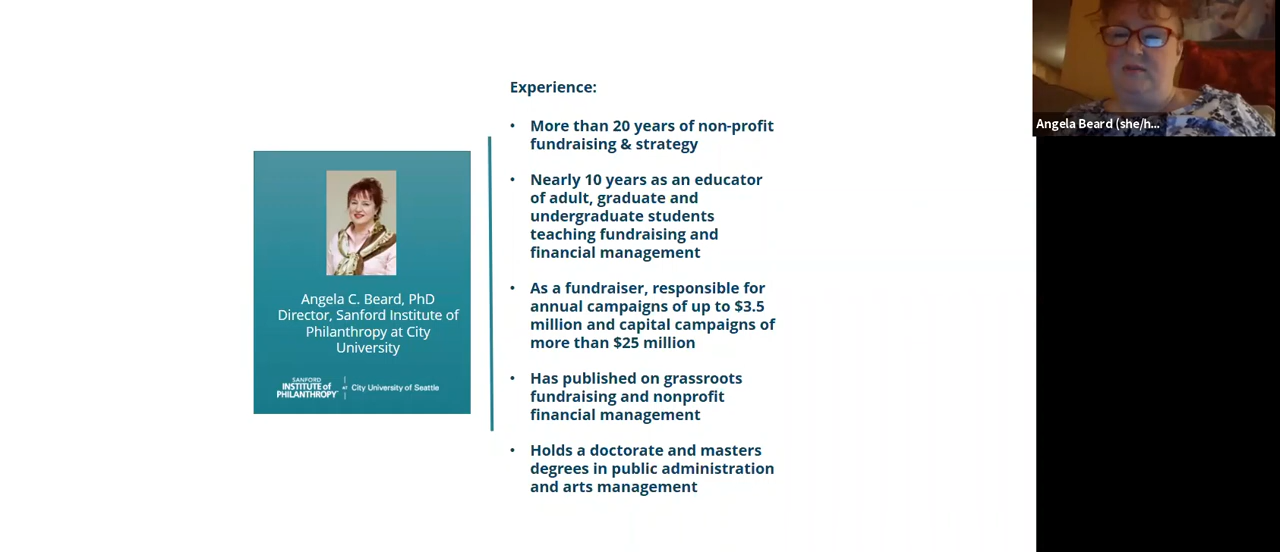 Experience:
• More than 20 years of non-profit
fundraising & strategy
• Nearly 10 years as an educator
of adult, graduate and
undergraduate students
teaching fundraising and
financial management
• As a fundraiser, responsible for
annual campaigns of up to $3.5
million and capital campaigns of
more than $25 million
• Has published on grassroots
fundraising and nonprofit
financial management
• Holds a doctorate and masters
degrees in public administration
and arts management
Angela C. Beard, PhD
Director, Sanford Institute of
Philanthropy at City
University
SANFORD
INSTITUTE of
PHILANTHROPY
at City University of Seattle
Angela Beard (she/h...